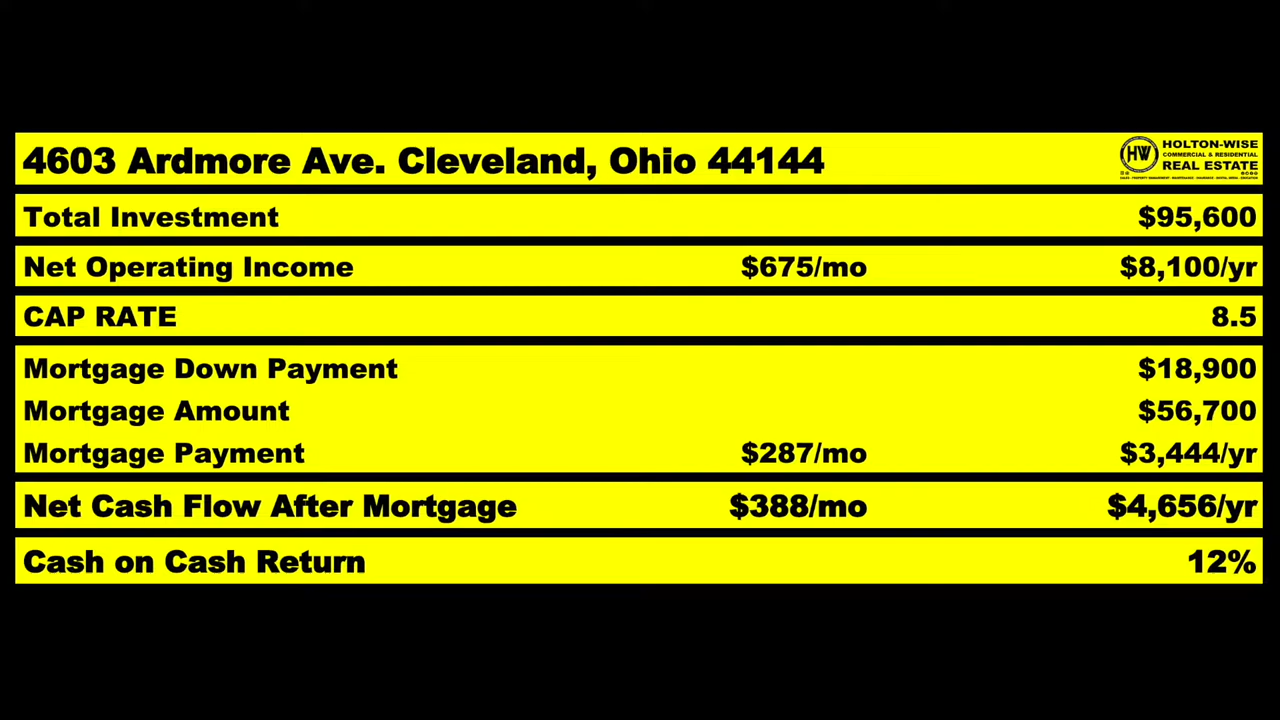 4603 Ardmore Ave. Cleveland, Ohio 44144
HW
HOLTON-WISE
COMMERCIAL & RESIDENTIAL
REAL ESTATE
Total Investment $95,600
Net Operating Income $675/mo $8,100/yr
CAP RATE 8.5
Mortgage Down Payment $18,900
Mortgage Amount $56,700
Mortgage Payment $287/mo $3,444/yr
Net Cash Flow After Mortgage $388/mo $4,656/yr
Cash on Cash Return 12%